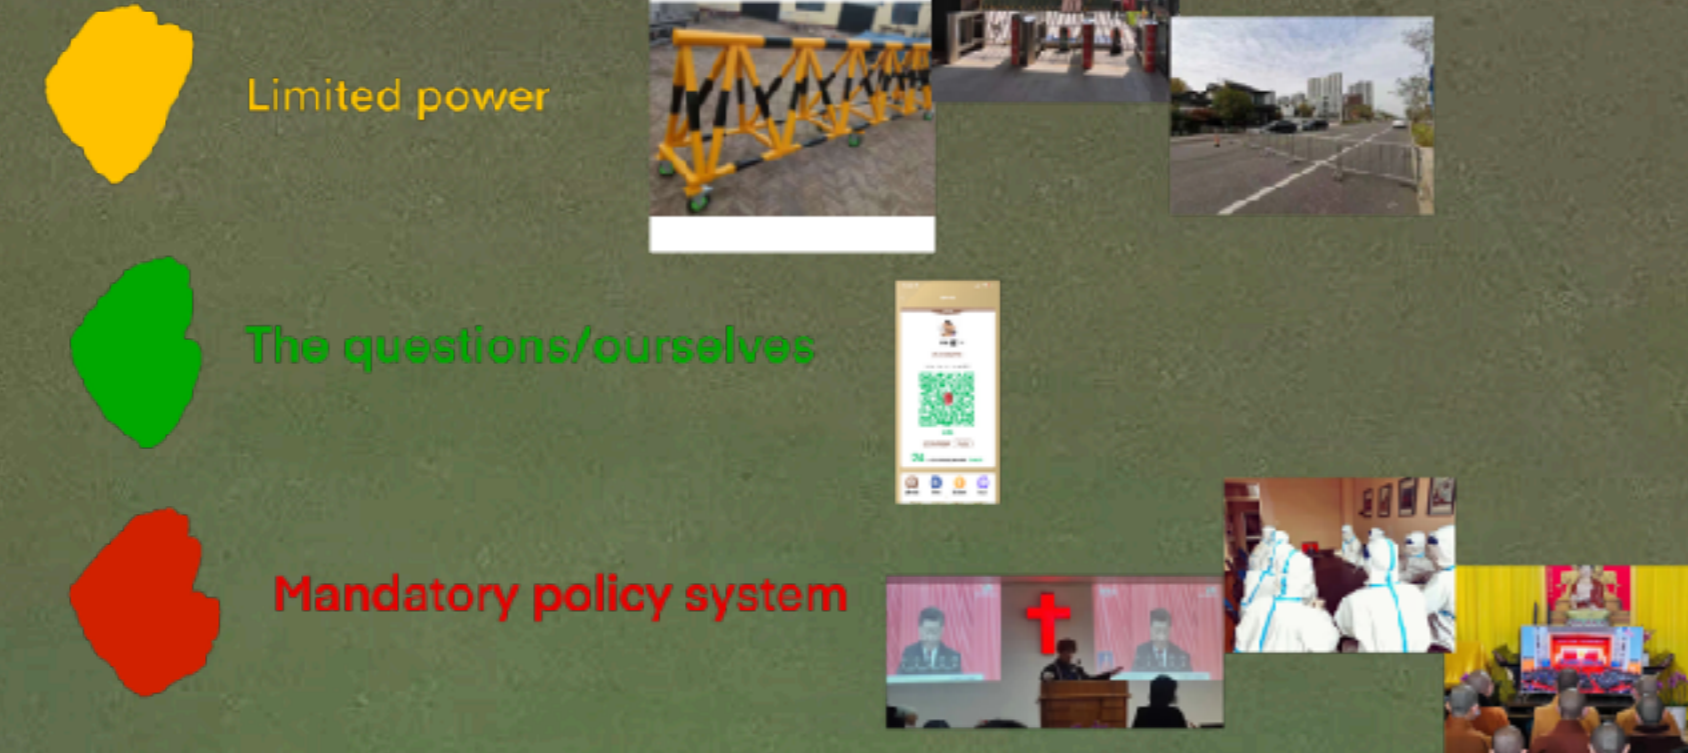 Limited power
The questions/ourselves
Mandatory policy system